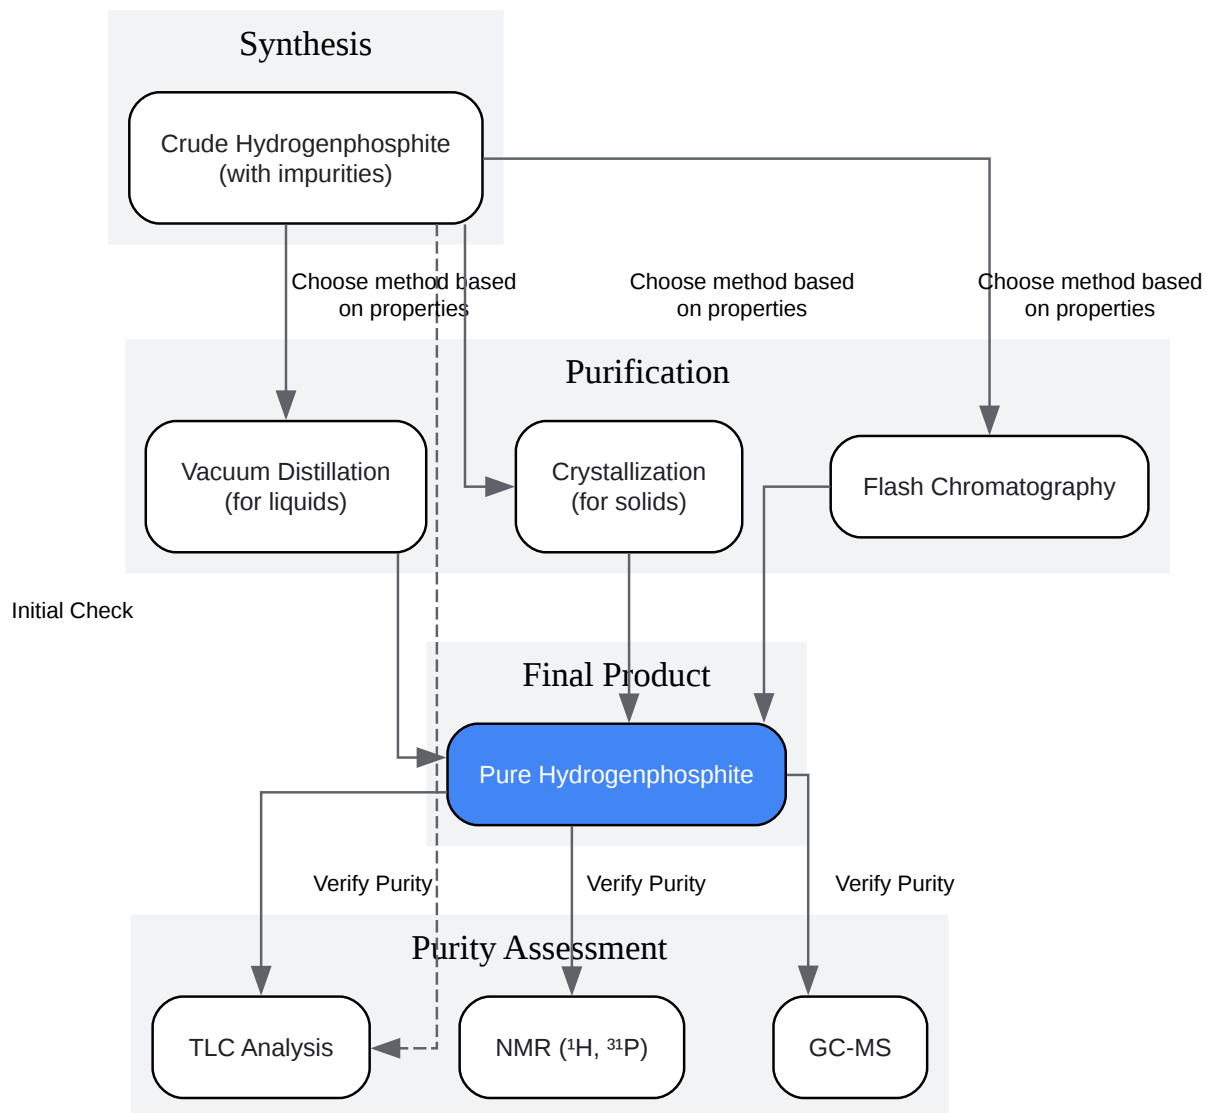 Synthesis
Crude Hydrogenphosphite
(with impurities)
Choose method based
on properties
Choose method based
on properties
Choose method based
on properties
Purification
Vacuum Distillation
(for liquids)
Crystallization
(for solids)
Flash Chromatography
Initial Check
Final Product
Pure Hydrogenphosphite
Verify Purity
Verify Purity
Verify Purity
Purity Assessment
TLC Analysis
NMR (¹H, ³¹P)
GC-MS